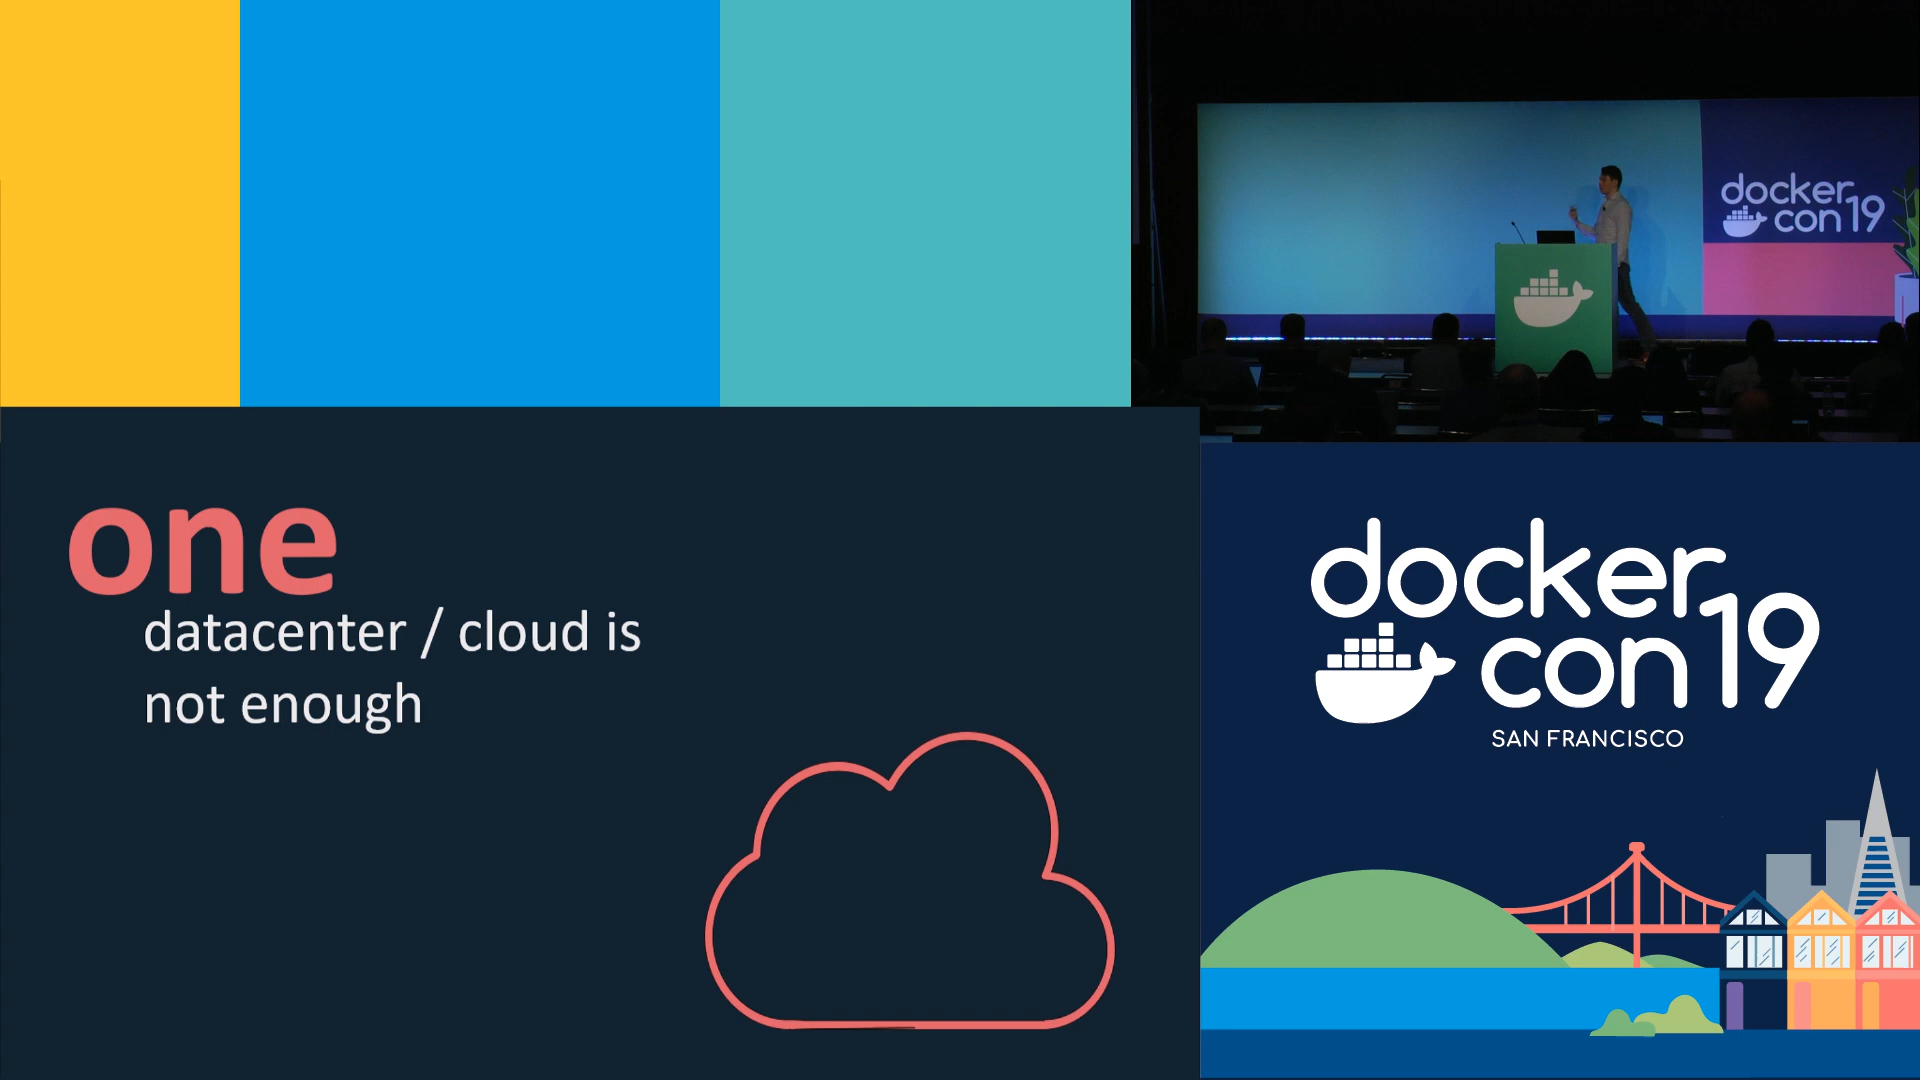 docker
con 19
one
datacenter / cloud is
not enough
docker
con 19
SAN FRANCISCO